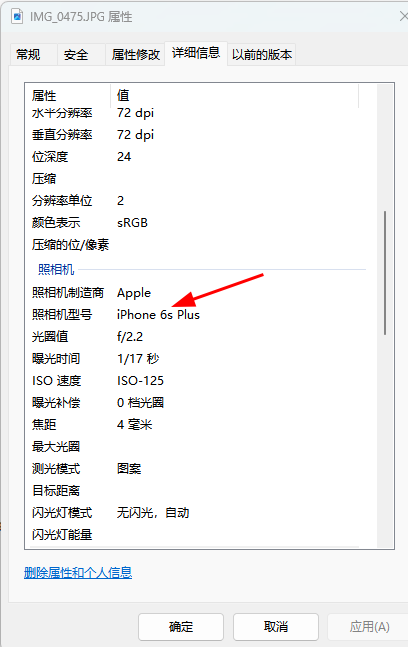 IMG_0475.JPG 属性
常规 安全 属性修改 详细信息 以前的版本
属性 值
水平分辨率 72 dpi
垂直分辨率 72 dpi
位深度 24
压缩
分辨率单位 2
颜色表示 sRGB
压缩的位/像素
照相机
照相机制造商 Apple
照相机型号 iPhone 6s Plus
光圈值 f/2.2
曝光时间 1/17 秒
ISO 速度 ISO-125
曝光补偿 0 档光圈
焦距 4 毫米
最大光圈
测光模式 图案
目标距离
闪光灯模式 无闪光，自动
闪光灯能量
删除属性和个人信息
确定 取消 应用(A)